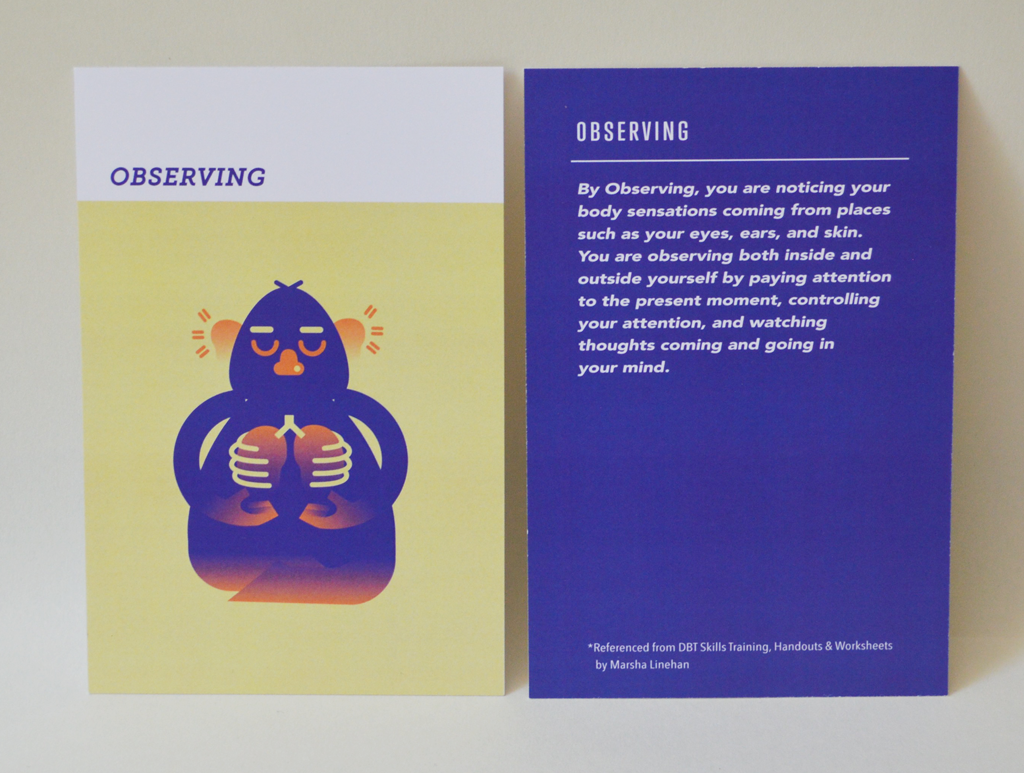 OBSERVING
OBSERVING
By Observing, you are noticing your
body sensations coming from places
such as your eyes, ears, and skin.
You are observing both inside and
outside yourself by paying attention
to the present moment, controlling
your attention, and watching
thoughts coming and going in
your mind.
*Referenced from DBT Skills Training, Handouts & Worksheets
by Marsha Linehan